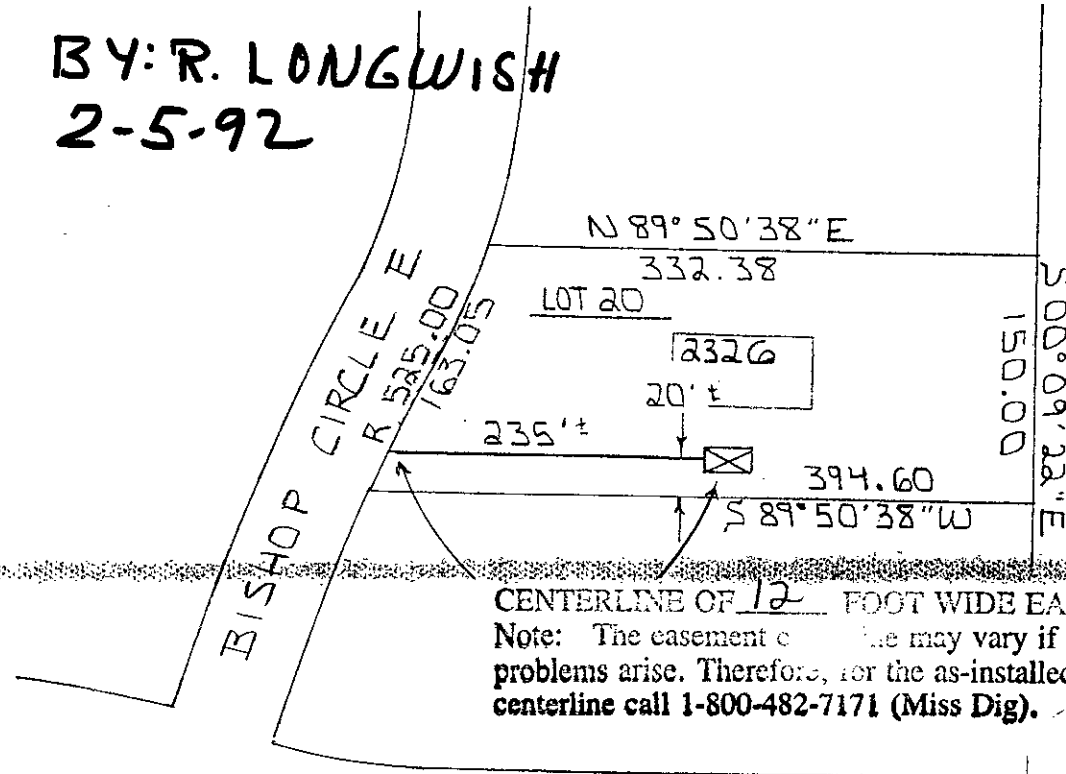 BY: R. LONGWISH
2-5-92
N 89° 50' 38" E
332.38
LOT 20
2326
20' ±
235' ±
394.60
S 89° 50' 38" W
S 00° 09' 22" E
150.00
BISHOP CIRCLE E
R. 525.00
163.05
CENTERLINE OF 12 FOOT WIDE EA
Note: The easement may vary if
problems arise. Therefore, for the as-installed
centerline call 1-800-482-7171 (Miss Dig).